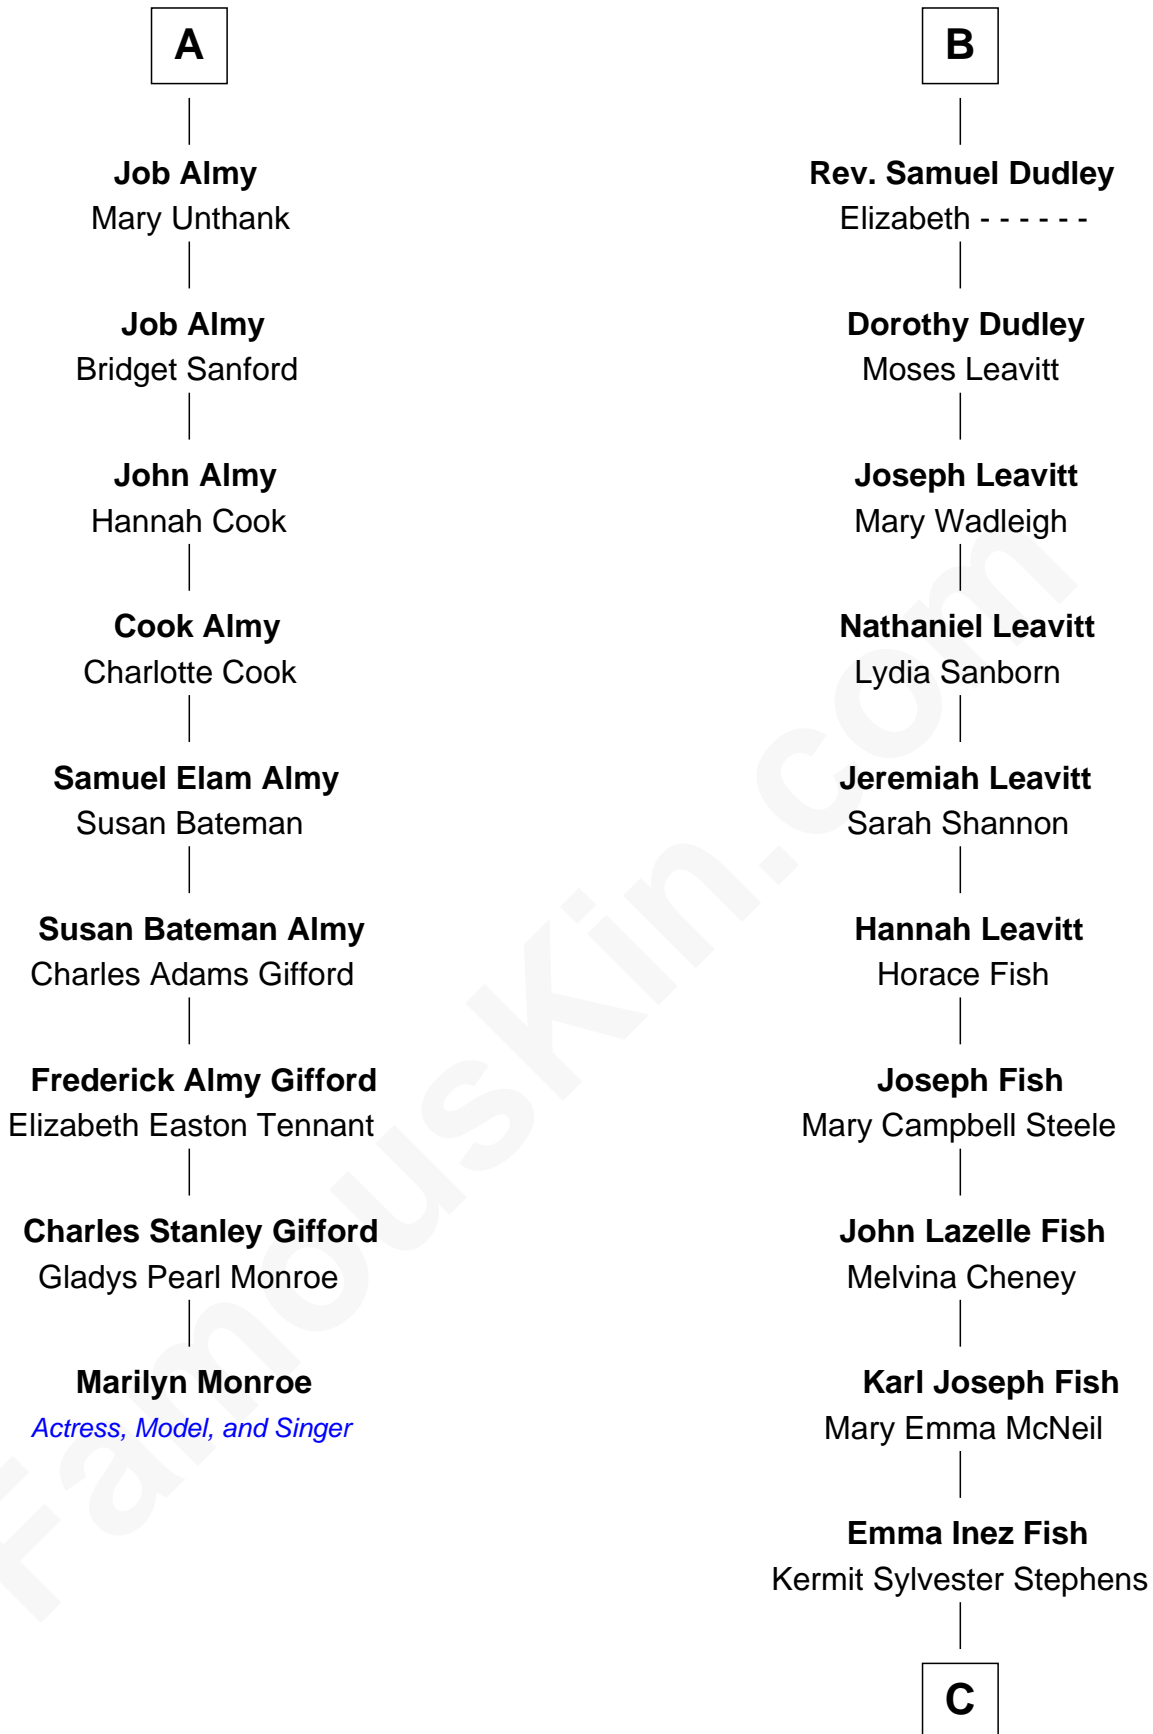 A
Job Almy
Mary Unthank
Job Almy
Bridget Sanford
John Almy
Hannah Cook
Cook Almy
Charlotte Cook
Samuel Elam Almy
Susan Bateman
Susan Bateman Almy
Charles Adams Gifford
Frederick Almy Gifford
Elizabeth Easton Tennant
Charles Stanley Gifford
Gladys Pearl Monroe
Marilyn Monroe
Actress, Model, and Singer
B
Rev. Samuel Dudley
Elizabeth - - - - - -
Dorothy Dudley
Moses Leavitt
Joseph Leavitt
Mary Wadleigh
Nathaniel Leavitt
Lydia Sanborn
Jeremiah Leavitt
Sarah Shannon
Hannah Leavitt
Horace Fish
Joseph Fish
Mary Campbell Steele
John Lazelle Fish
Melvina Cheney
Karl Joseph Fish
Mary Emma McNeil
Emma Inez Fish
Kermit Sylvester Stephens
C
FamousKin.com